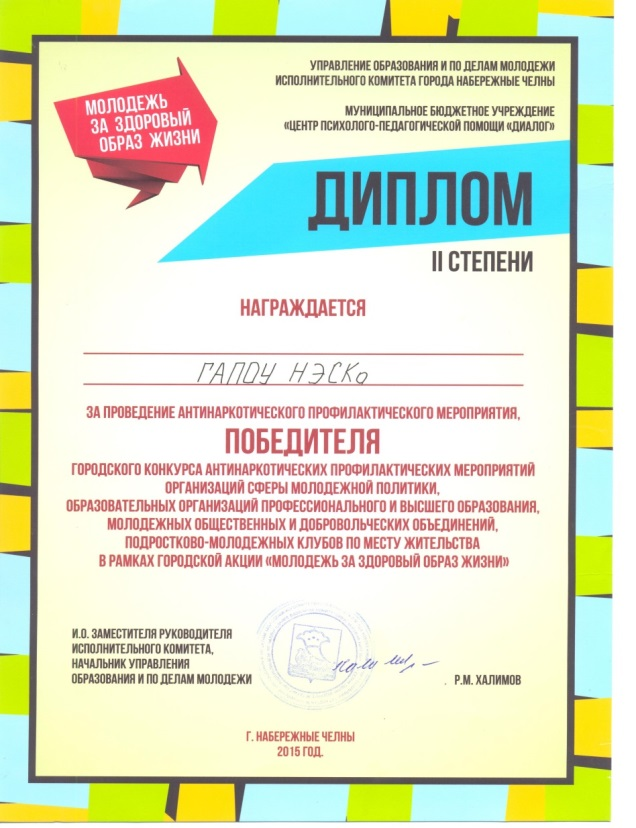 МОЛОДЕЖЬ
ЗА ЗДОРОВЫЙ
ОБРАЗ ЖИЗНИ
УПРАВЛЕНИЕ ОБРАЗОВАНИЯ И ПО ДЕЛАМ МОЛОДЕЖИ
ИСПОЛНИТЕЛЬНОГО КОМИТЕТА ГОРОДА НАБЕРЕЖНЫЕ ЧЕЛНЫ
МУНИЦИПАЛЬНОЕ БЮДЖЕТНОЕ УЧРЕЖДЕНИЕ
«ЦЕНТР ПСИХОЛОГО-ПЕДАГОГИЧЕСКОЙ ПОМОЩИ «ДИАЛОГ»
ДИПЛОМ
II СТЕПЕНИ
НАГРАЖДАЕТСЯ
ГАПОУ НЭСКо
ЗА ПРОВЕДЕНИЕ АНТИНАРКОТИЧЕСКОГО ПРОФИЛАКТИЧЕСКОГО МЕРОПРИЯТИЯ,
ПОБЕДИТЕЛЯ
ГОРОДСКОГО КОНКУРСА АНТИНАРКОТИЧЕСКИХ ПРОФИЛАКТИЧЕСКИХ МЕРОПРИЯТИЙ
ОРГАНИЗАЦИЙ СФЕРЫ МОЛОДЕЖНОЙ ПОЛИТИКИ,
ОБРАЗОВАТЕЛЬНЫХ ОРГАНИЗАЦИЙ ПРОФЕССИОНАЛЬНОГО И ВЫСШЕГО ОБРАЗОВАНИЯ,
МОЛОДЕЖНЫХ ОБЩЕСТВЕННЫХ И ДОБРОВОЛЬЧЕСКИХ ОБЪЕДИНЕНИЙ,
ПОДРОСТКОВО-МОЛОДЕЖНЫХ КЛУБОВ ПО МЕСТУ ЖИТЕЛЬСТВА
В РАМКАХ ГОРОДСКОЙ АКЦИИ «МОЛОДЕЖЬ ЗА ЗДОРОВЫЙ ОБРАЗ ЖИЗНИ»
И.О. ЗАМЕСТИТЕЛЯ РУКОВОДИТЕЛЯ
ИСПОЛНИТЕЛЬНОГО КОМИТЕТА,
НАЧАЛЬНИК УПРАВЛЕНИЯ
ОБРАЗОВАНИЯ И ПО ДЕЛАМ МОЛОДЕЖИ
Р.М. ХАЛИМОВ
Г. НАБЕРЕЖНЫЕ ЧЕЛНЫ
2015 ГОД.